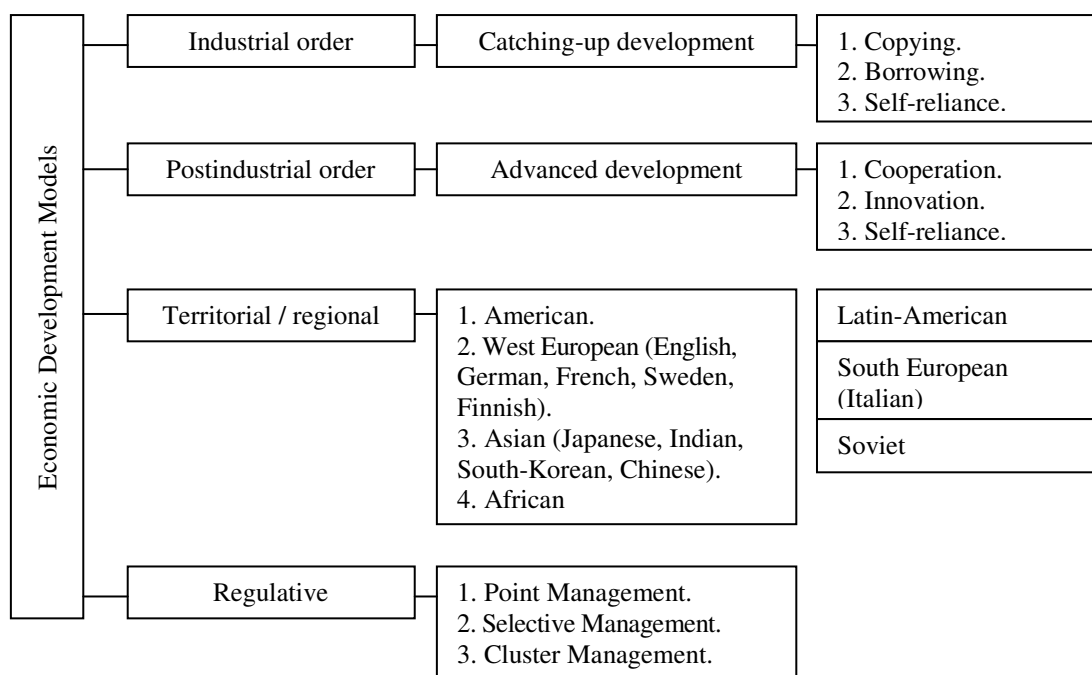 Economic Development Models
Industrial order
Catching-up development
1. Copying.
2. Borrowing.
3. Self-reliance.
Postindustrial order
Advanced development
1. Cooperation.
2. Innovation.
3. Self-reliance.
Territorial / regional
1. American.
2. West European (English,
German, French, Sweden,
Finnish).
3. Asian (Japanese, Indian,
South-Korean, Chinese).
4. African
Latin-American
South European
(Italian)
Soviet
Regulative
1. Point Management.
2. Selective Management.
3. Cluster Management.